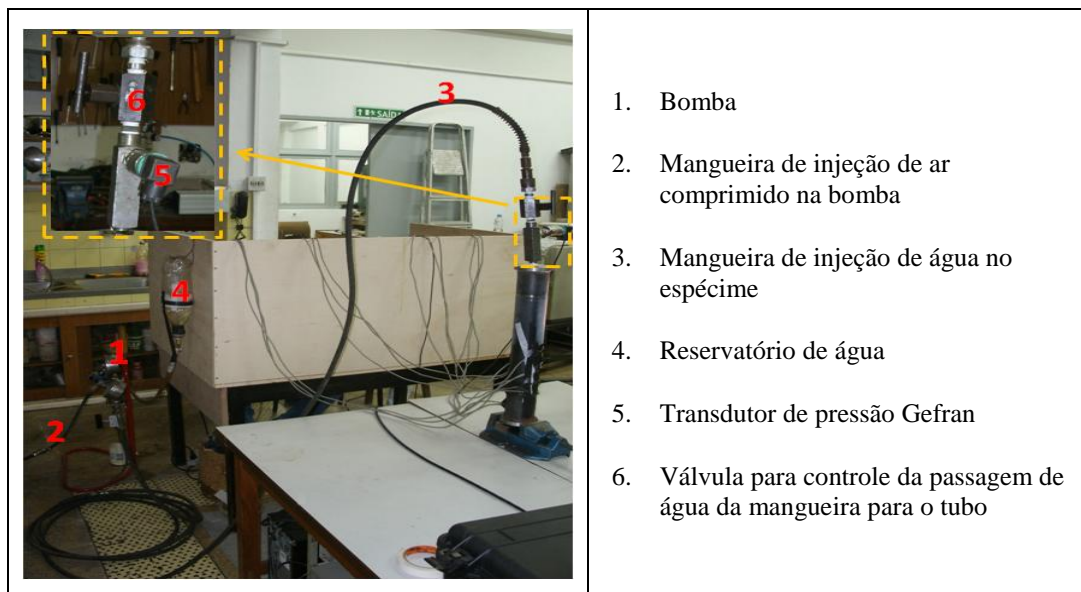 6
5
3
SAÍDA
4
1
2
1. Bomba
2. Mangueira de injeção de ar
comprimido na bomba
3. Mangueira de injeção de água no
espécime
4. Reservatório de água
5. Transdutor de pressão Gefran
6. Válvula para controle da passagem de
água da mangueira para o tubo